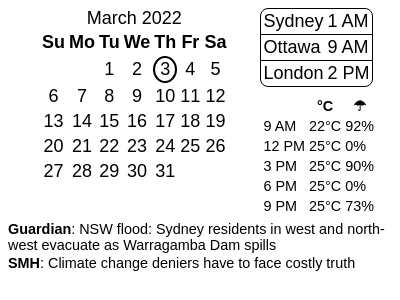 March 2022
Su Mo Tu We Th Fr Sa
1 2 3 4 5
6 7 8 9 10 11 12
13 14 15 16 17 18 19
20 21 22 23 24 25 26
27 28 29 30 31
Sydney 1 AM
Ottawa 9 AM
London 2 PM
°C ☂
9 AM 22°C 92%
12 PM 25°C 0%
3 PM 25°C 90%
6 PM 25°C 0%
9 PM 25°C 73%
Guardian: NSW flood: Sydney residents in west and north-
west evacuate as Warragamba Dam spills
SMH: Climate change deniers have to face costly truth